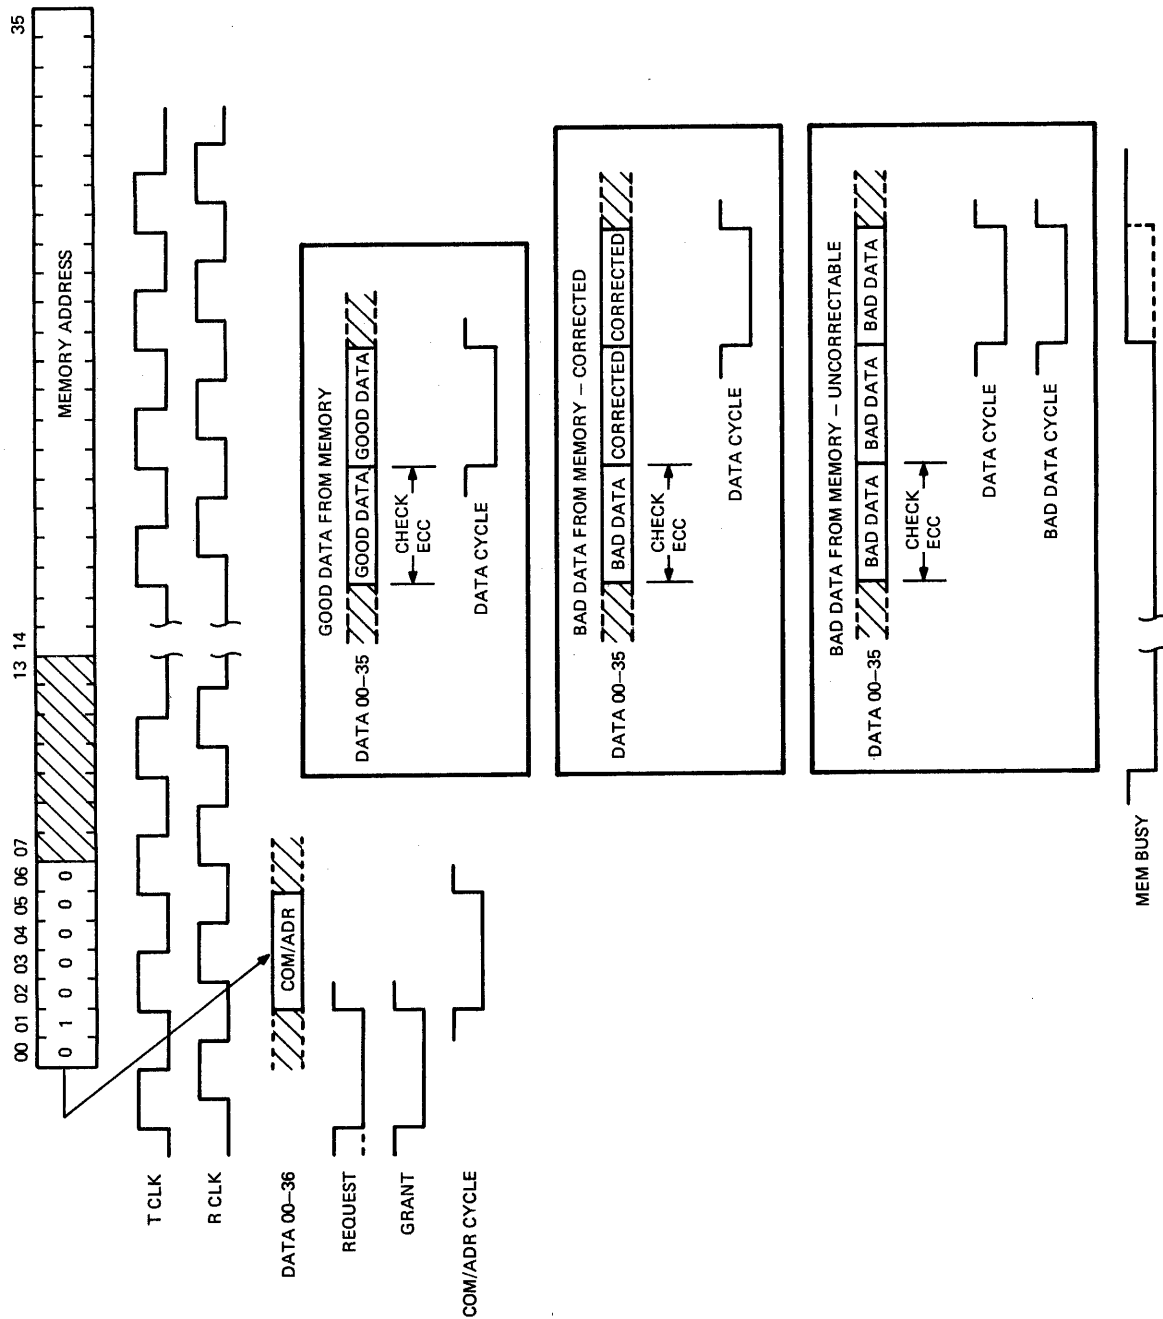 00 01 02 03 04 05 06 07 13 14 35
0 1 0 0 0 0 0 MEMORY ADDRESS
T CLK
R CLK
DATA 00–36 COM/ADR
REQUEST
GRANT
COM/ADR CYCLE
GOOD DATA FROM MEMORY
DATA 00–35 GOOD DATA GOOD DATA
CHECK
ECC
DATA CYCLE
BAD DATA FROM MEMORY – CORRECTED
DATA 00–35 BAD DATA CORRECTED CORRECTED
CHECK
ECC
DATA CYCLE
BAD DATA FROM MEMORY – UNCORRECTABLE
DATA 00–35 BAD DATA BAD DATA BAD DATA
CHECK
ECC
DATA CYCLE
BAD DATA CYCLE
MEM BUSY